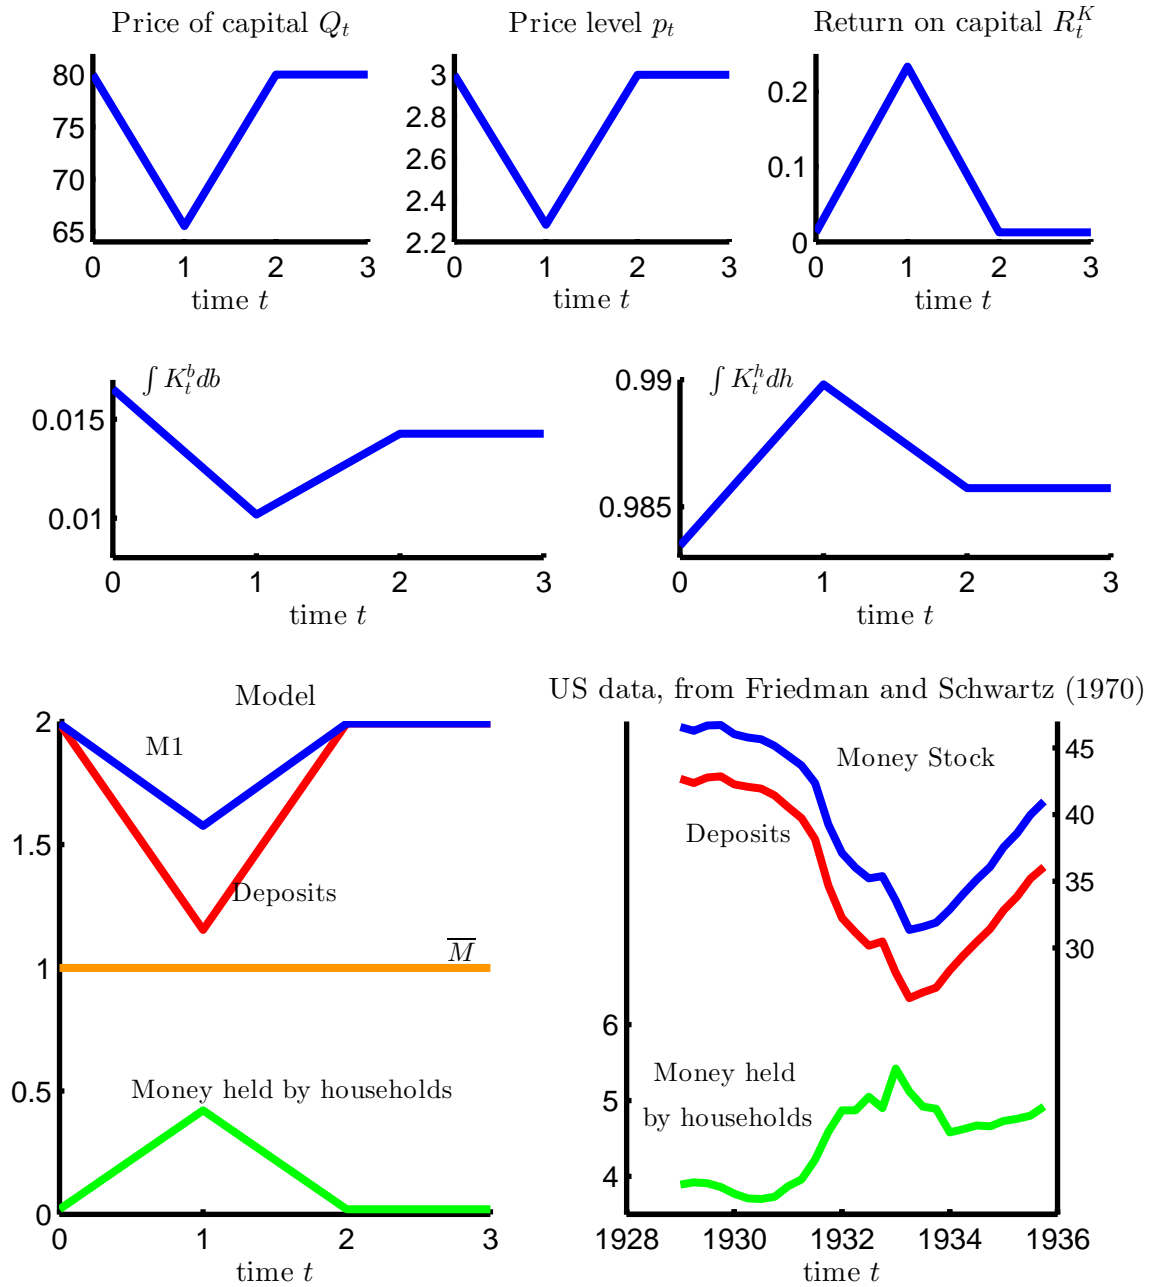 Price of capital $Q_t$
Price level $p_t$
Return on capital $R_t^K$
80
75
70
65
0 1 2 3
time $t$
3
2.8
2.6
2.4
2.2
0 1 2 3
time $t$
0.2
0.1
0
0 1 2 3
time $t$
$\int K_t^b db$
0.015
0.01
0 1 2 3
time $t$
$\int K_t^h dh$
0.99
0.985
0 1 2 3
time $t$
Model
2
1.5
1
0.5
0
M1
Deposits
$\overline{M}$
Money held by households
0 1 2 3
time $t$
US data, from Friedman and Schwartz (1970)
45
40
35
30
Money Stock
Deposits
6
5
4
Money held
by households
1928 1930 1932 1934 1936
time $t$